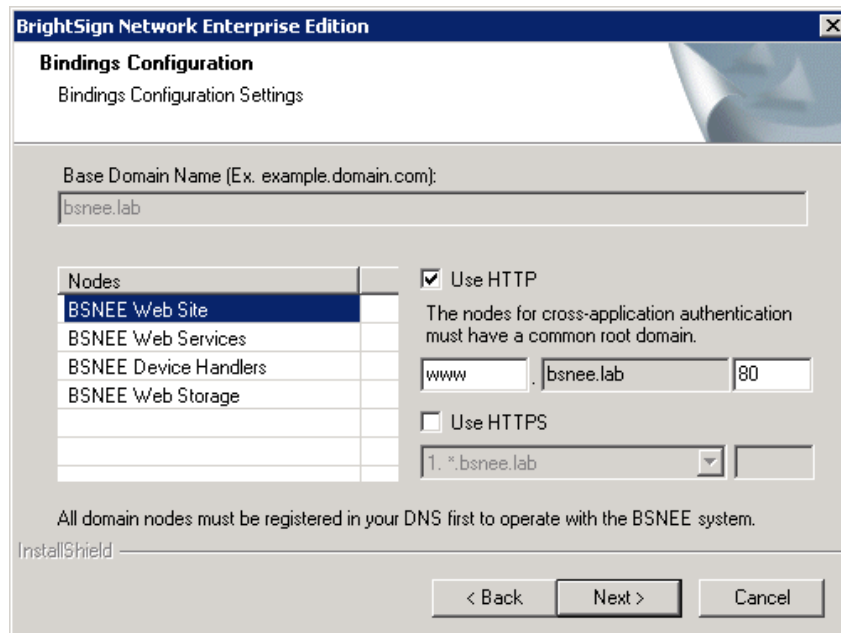 BrightSign Network Enterprise Edition
Bindings Configuration
Bindings Configuration Settings
Base Domain Name (Ex. example.domain.com):
bsnee.lab
Nodes
BSNEE Web Site
BSNEE Web Services
BSNEE Device Handlers
BSNEE Web Storage
Use HTTP
The nodes for cross-application authentication
must have a common root domain.
www . bsnee.lab 80
Use HTTPS
1. *.bsnee.lab
All domain nodes must be registered in your DNS first to operate with the BSNEE system.
InstallShield
< Back Next > Cancel